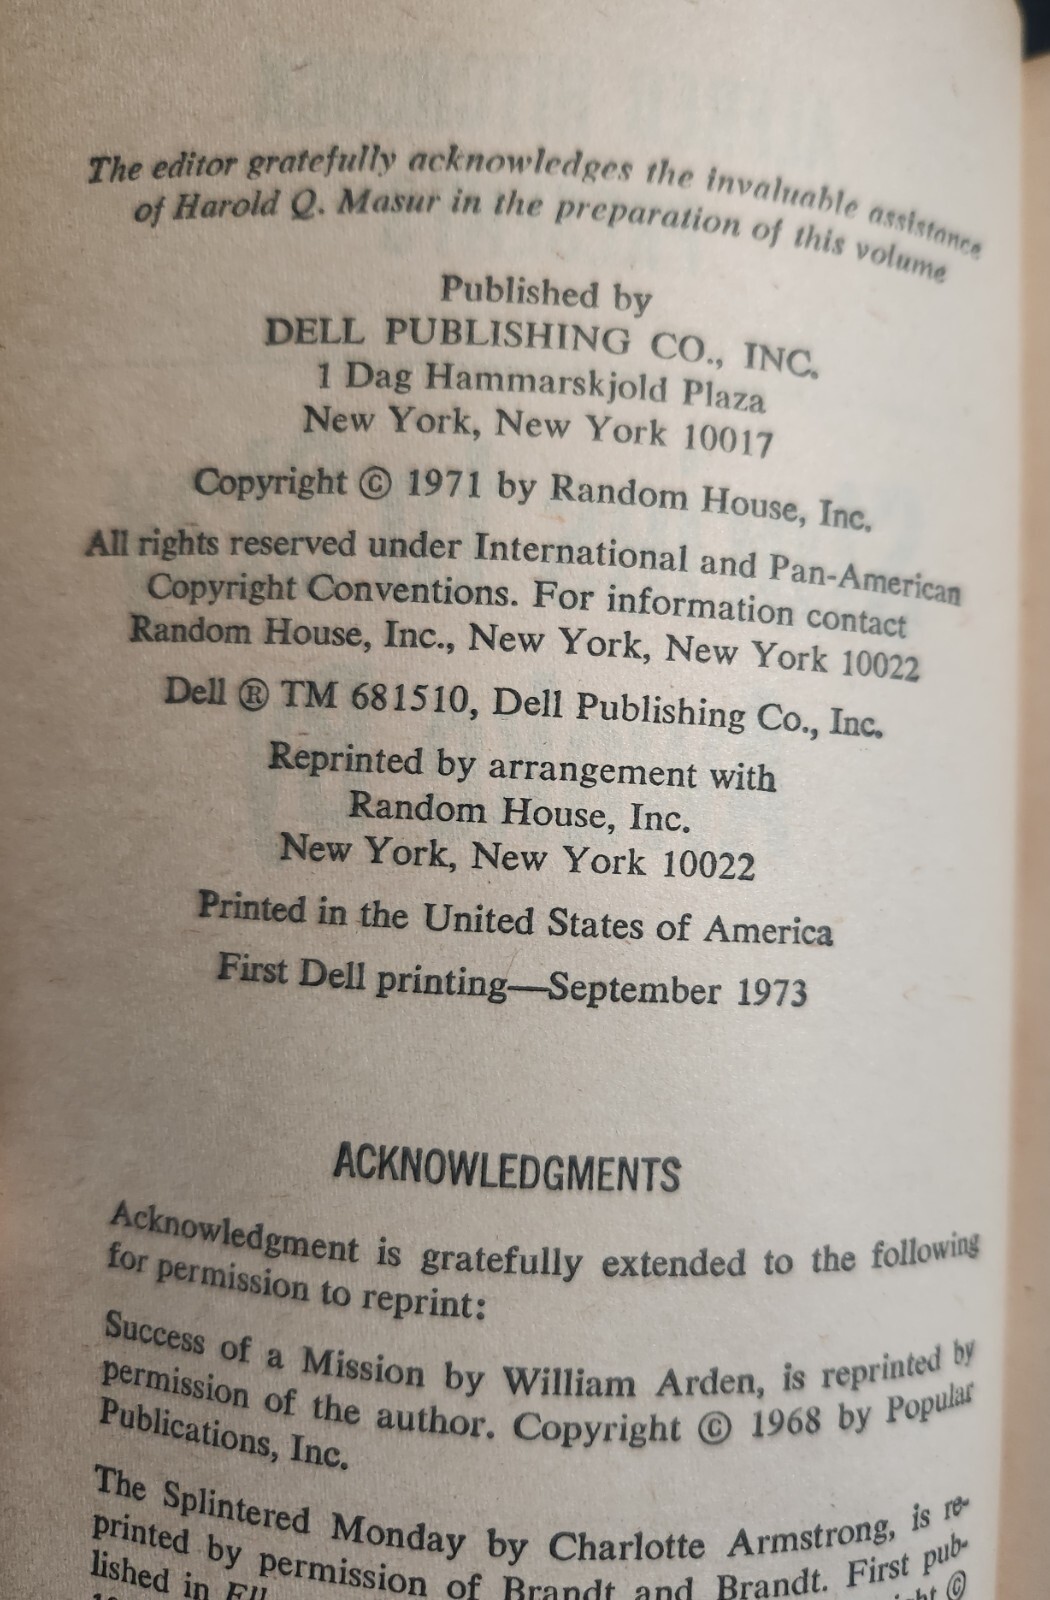 The editor gratefully acknowledges the invaluable assistance
of Harold Q. Masur in the preparation of this volume
Published by
DELL PUBLISHING CO., INC.
1 Dag Hammarskjold Plaza
New York, New York 10017
Copyright © 1971 by Random House, Inc.
All rights reserved under International and Pan-American
Copyright Conventions. For information contact
Random House, Inc., New York, New York 10022
Dell ® TM 681510, Dell Publishing Co., Inc.
Reprinted by arrangement with
Random House, Inc.
New York, New York 10022
Printed in the United States of America
First Dell printing—September 1973
ACKNOWLEDGMENTS
Acknowledgment is gratefully extended to the following
for permission to reprint:
Success of a Mission by William Arden, is reprinted by
permission of the author. Copyright © 1968 by Popular
Publications, Inc.
The Splintered Monday by Charlotte Armstrong, is re-
printed by permission of Brandt and Brandt. First pub-
lished in ©